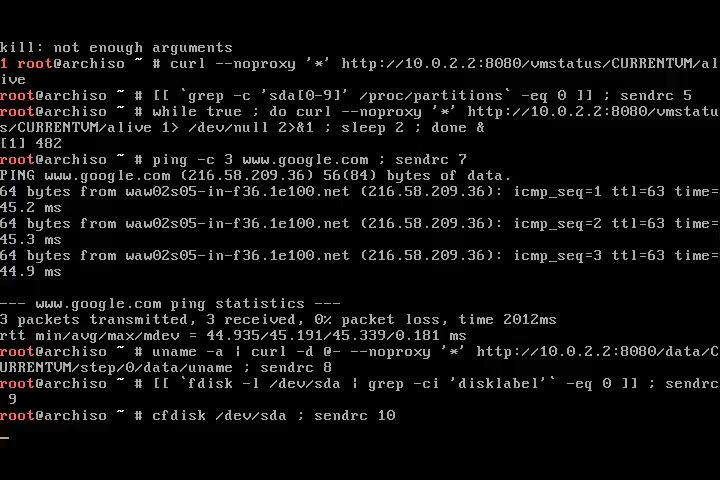 kill: not enough arguments
1 root@archiso ~ # curl --noproxy '*' http://10.0.2.2:8080/vmstatus/CURRENTVM/al
ive
root@archiso ~ # [[ `grep -c 'sda[0-9]' /proc/partitions` -eq 0 ]] ; sendrc 5
root@archiso ~ # while true ; do curl --noproxy '*' http://10.0.2.2:8080/vmstatu
s/CURRENTVM/alive 1> /dev/null 2>&1 ; sleep 2 ; done &
[1] 482
root@archiso ~ # ping -c 3 www.google.com ; sendrc 7
PING www.google.com (216.58.209.36) 56(84) bytes of data.
64 bytes from waw02s05-in-f36.1e100.net (216.58.209.36): icmp_seq=1 ttl=63 time=
45.2 ms
64 bytes from waw02s05-in-f36.1e100.net (216.58.209.36): icmp_seq=2 ttl=63 time=
45.3 ms
64 bytes from waw02s05-in-f36.1e100.net (216.58.209.36): icmp_seq=3 ttl=63 time=
44.9 ms
--- www.google.com ping statistics ---
3 packets transmitted, 3 received, 0% packet loss, time 2012ms
rtt min/avg/max/mdev = 44.935/45.191/45.339/0.181 ms
root@archiso ~ # uname -a | curl -d @- --noproxy '*' http://10.0.2.2:8080/data/C
URRENTVM/step/0/data/uname ; sendrc 8
root@archiso ~ # [[ `fdisk -l /dev/sda | grep -ci 'disklabel'` -eq 0 ]] ; sendrc
 9
root@archiso ~ # cfdisk /dev/sda ; sendrc 10